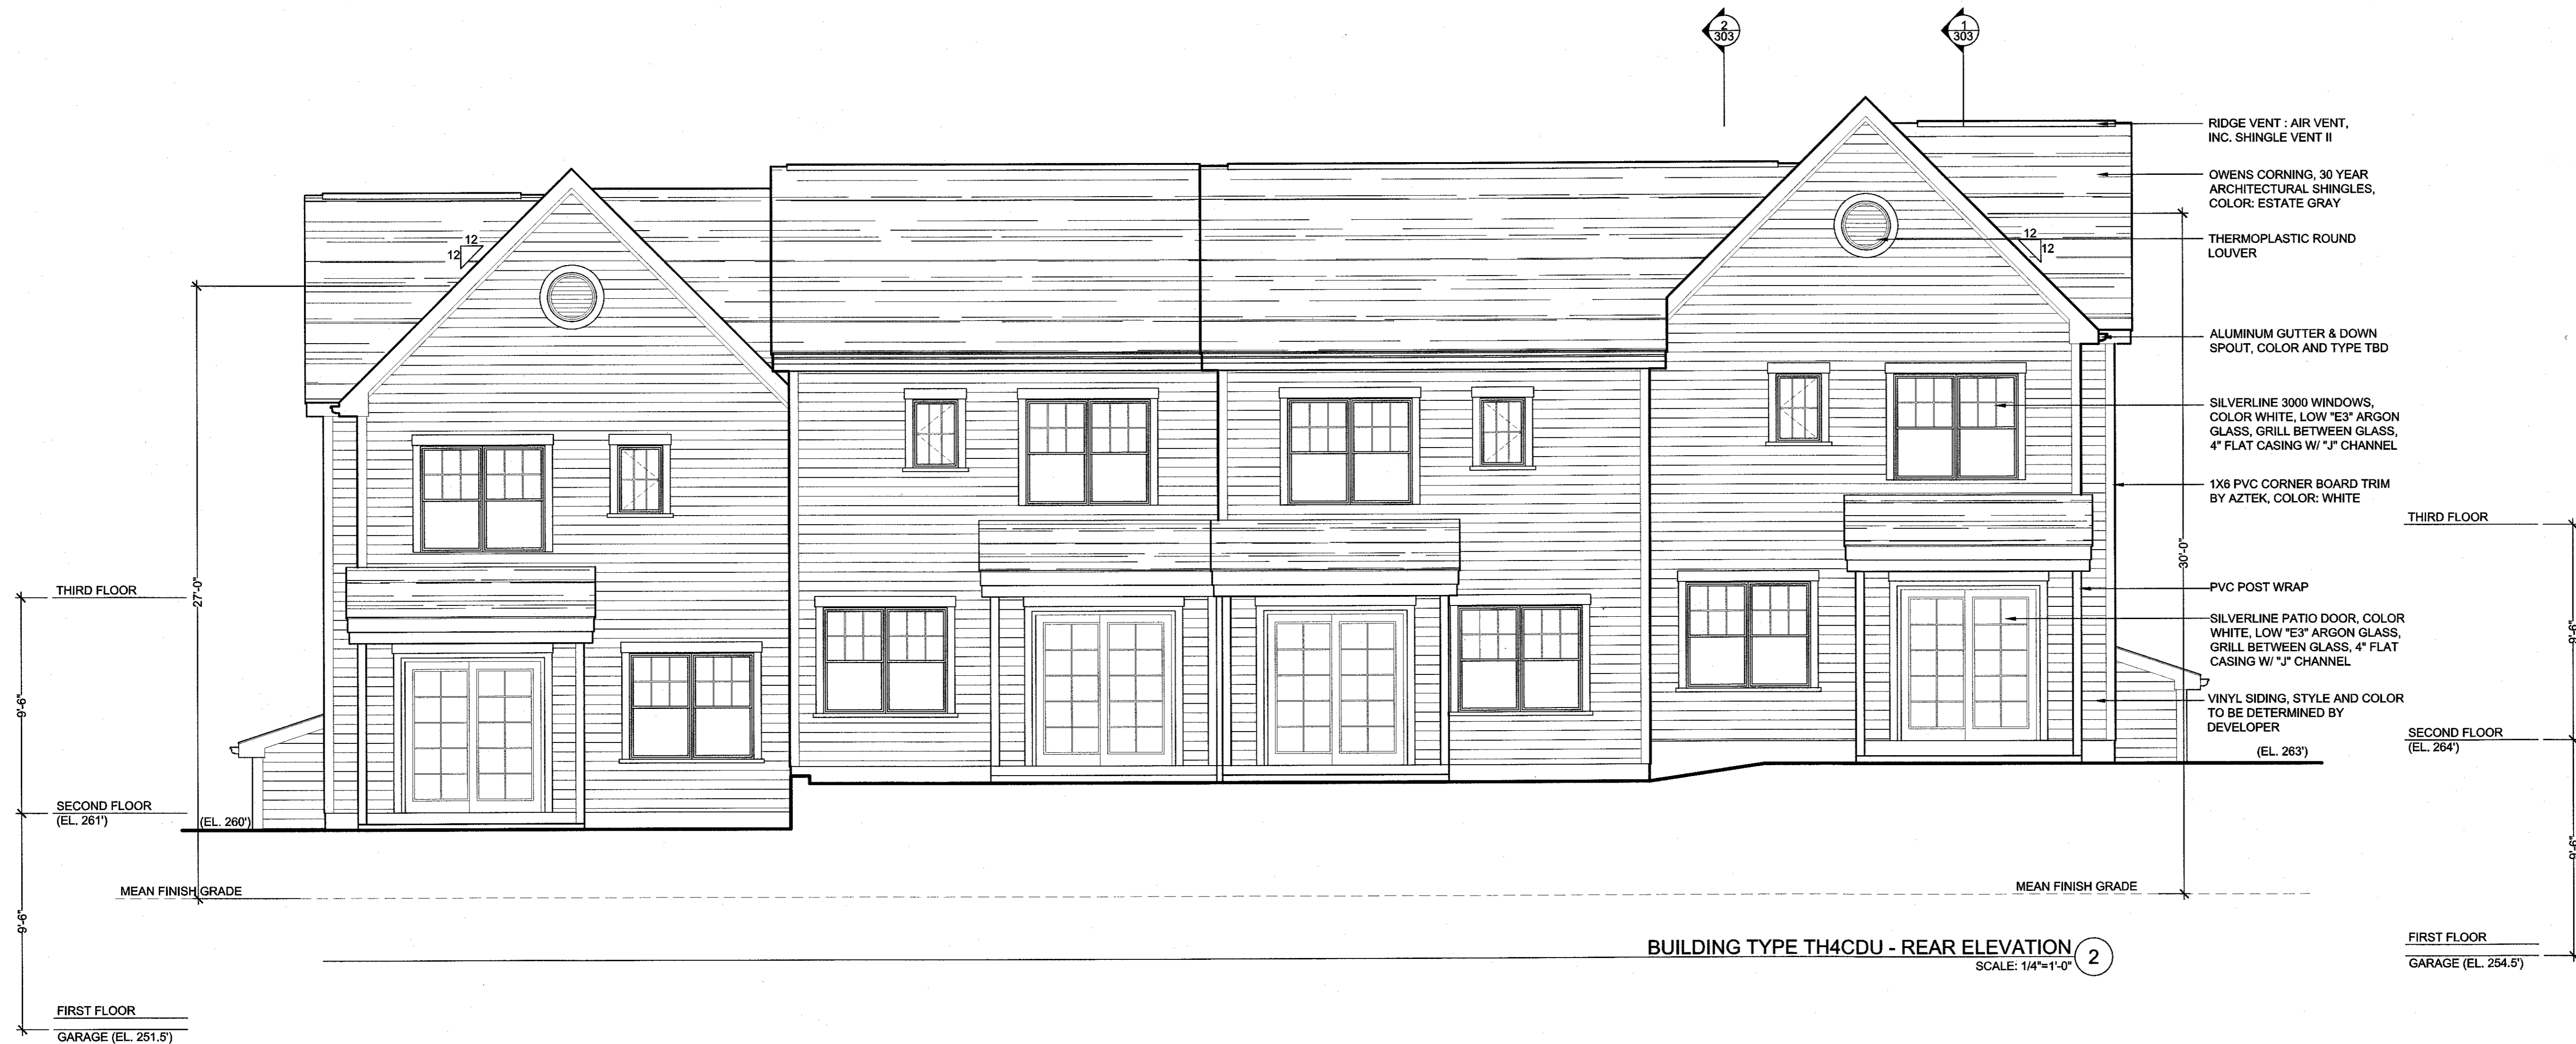 2
303
1
303
RIDGE VENT : AIR VENT,
INC. SHINGLE VENT II
OWENS CORNING, 30 YEAR
ARCHITECTURAL SHINGLES,
COLOR: ESTATE GRAY
12
12
12
12
THERMOPLASTIC ROUND
LOUVER
ALUMINUM GUTTER & DOWN
SPOUT, COLOR AND TYPE TBD
SILVERLINE 3000 WINDOWS,
COLOR WHITE, LOW "E3" ARGON
GLASS, GRILL BETWEEN GLASS,
4" FLAT CASING W/ "J" CHANNEL
1X6 PVC CORNER BOARD TRIM
BY AZTEK, COLOR: WHITE
THIRD FLOOR
30'-0"
27'-0"
THIRD FLOOR
PVC POST WRAP
SILVERLINE PATIO DOOR, COLOR
WHITE, LOW "E3" ARGON GLASS,
GRILL BETWEEN GLASS, 4" FLAT
CASING W/ "J" CHANNEL
9'-6"
9'-6"
VINYL SIDING, STYLE AND COLOR
TO BE DETERMINED BY
DEVELOPER
SECOND FLOOR
(EL. 264')
(EL. 263')
SECOND FLOOR
(EL. 261')
(EL. 260')
9'-6"
9'-6"
MEAN FINISH GRADE
MEAN FINISH GRADE
BUILDING TYPE TH4CDU - REAR ELEVATION
SCALE: 1/4"=1'-0"
2
FIRST FLOOR
GARAGE (EL. 254.5')
FIRST FLOOR
GARAGE (EL. 251.5')